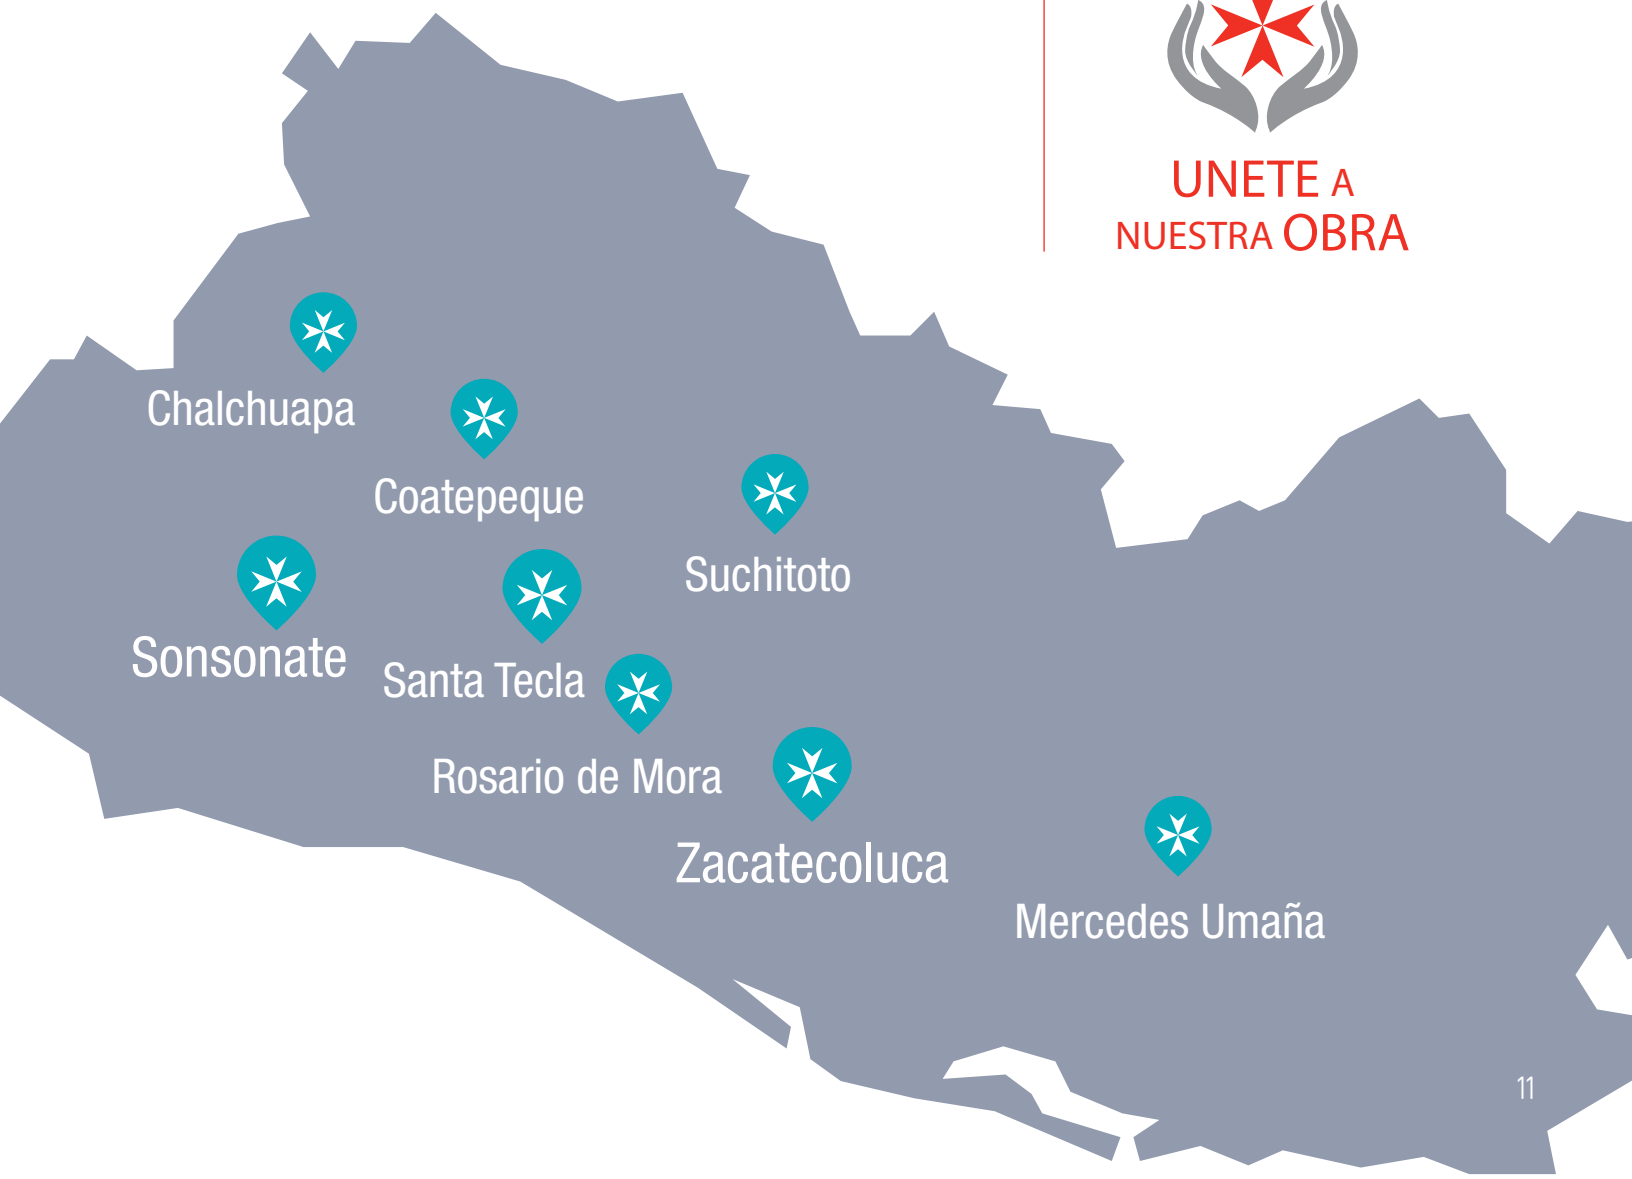 UNETE A
NUESTRA OBRA
Chalchuapa
Coatepeque
Suchitoto
Sonsonate
Santa Tecla
Rosario de Mora
Zacatecoluca
Mercedes Umaña
11